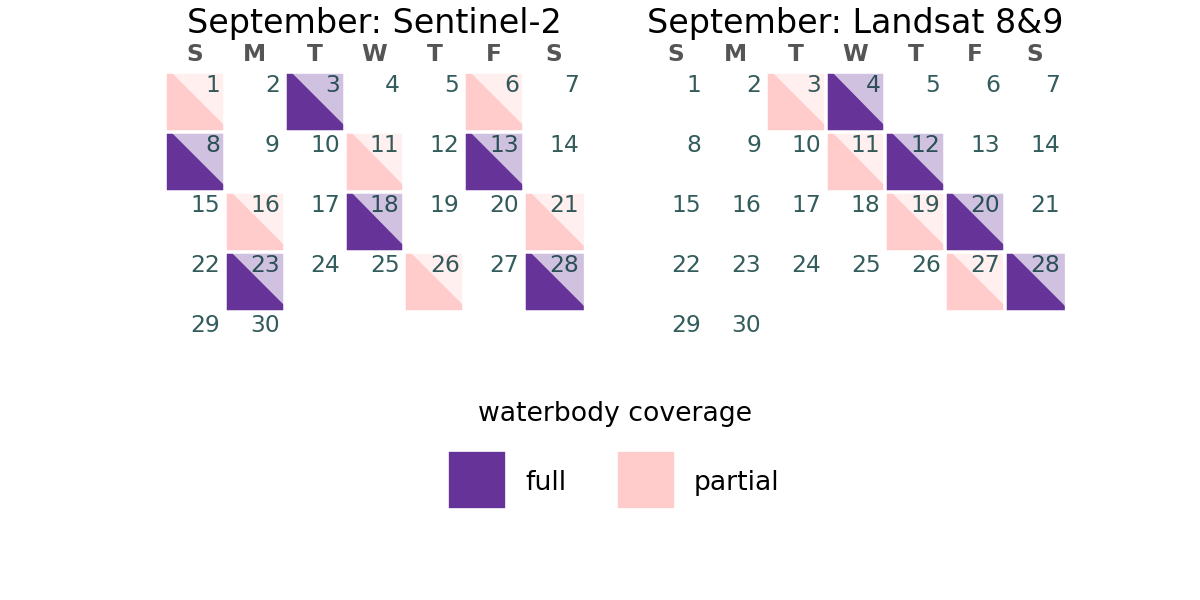 September: Sentinel-2
S M T W T F S
1 2 3 4 5 6 7
8 9 10 11 12 13 14
15 16 17 18 19 20 21
22 23 24 25 26 27 28
29 30
September: Landsat 8&9
S M T W T F S
1 2 3 4 5 6 7
8 9 10 11 12 13 14
15 16 17 18 19 20 21
22 23 24 25 26 27 28
29 30
waterbody coverage
full partial